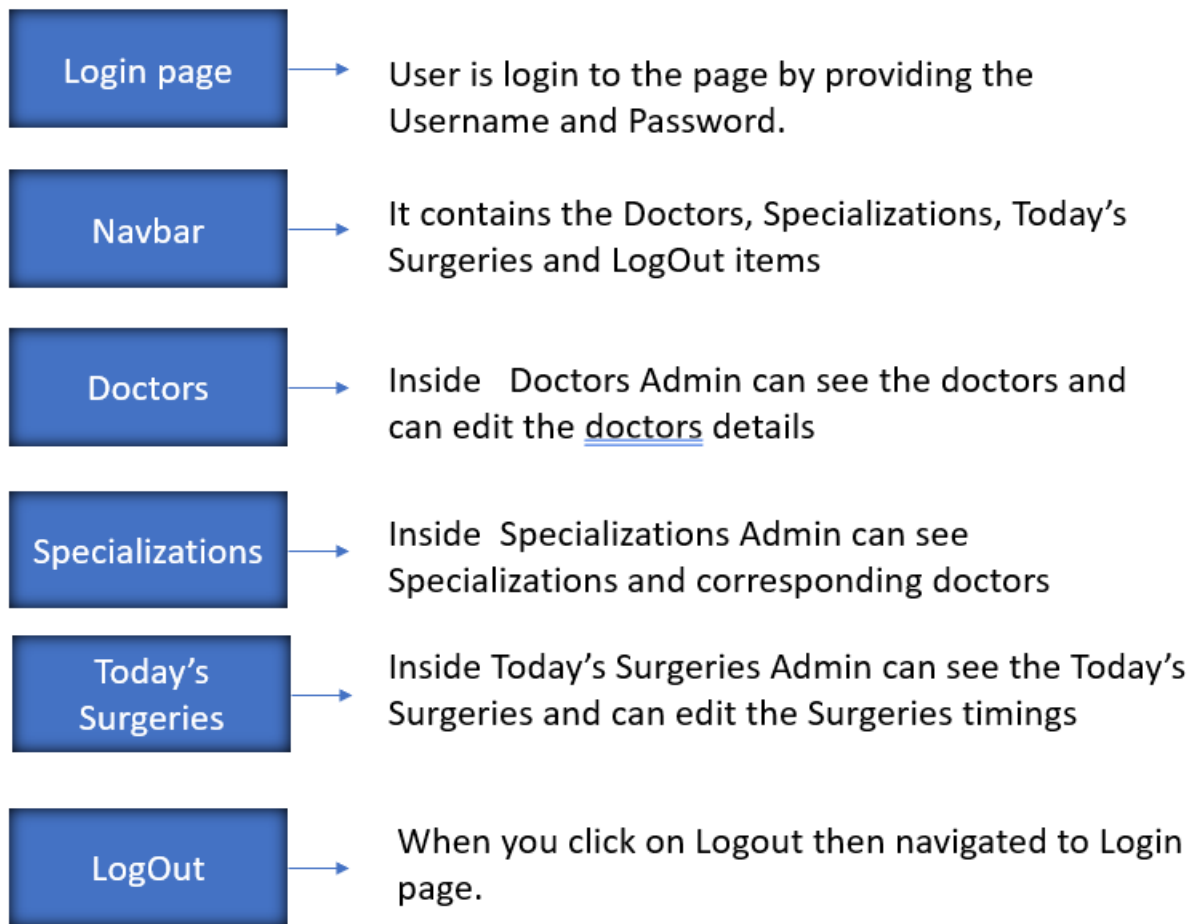 Login page
User is login to the page by providing the
Username and Password.
Navbar
It contains the Doctors, Specializations, Today’s
Surgeries and LogOut items
Doctors
Inside   Doctors Admin can see the doctors and
can edit the doctors details
Specializations
Inside  Specializations Admin can see
Specializations and corresponding doctors
Today’s
Surgeries
Inside Today’s Surgeries Admin can see the Today’s
Surgeries and can edit the Surgeries timings
LogOut
When you click on Logout then navigated to Login
page.